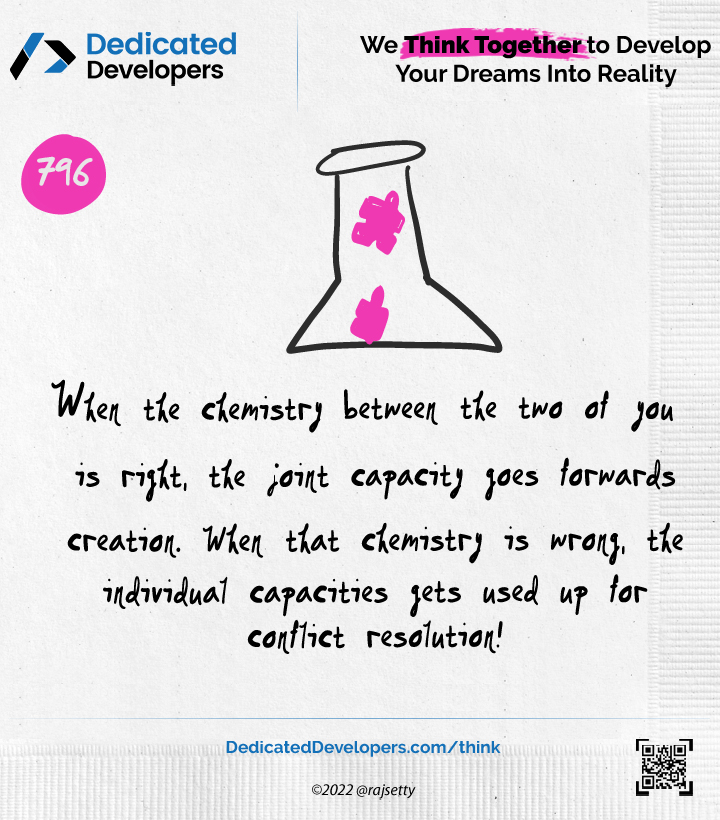 Dedicated
Developers
We Think Together to Develop
Your Dreams Into Reality
796
When the chemistry between the two of you
is right, the joint capacity goes forwards
creation. When that chemistry is wrong, the
individual capacities gets used up for
conflict resolution!
DedicatedDevelopers.com/think
©2022 @rajsetty